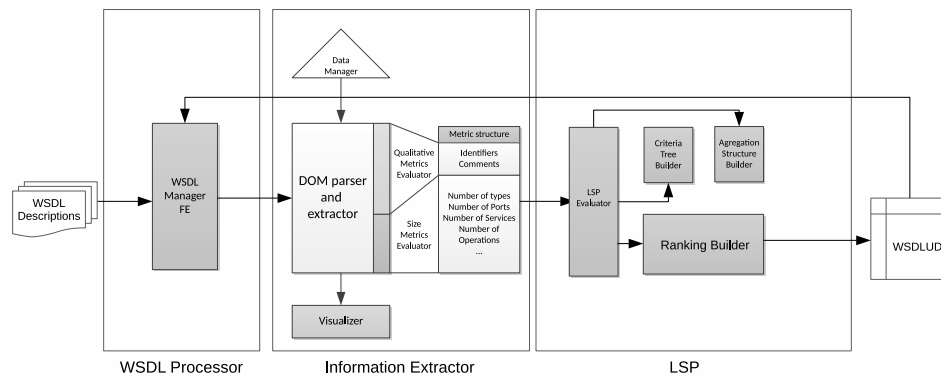 Data
Manager
WSDL
Descriptions
WSDL
Manager
FE
DOM parser
and
extractor
Qualitative
Metrics
Evaluator
Size
Metrics
Evaluator
Metric structure
Identifiers
Comments
Number of types
Number of Ports
Number of Services
Number of
Operations
...
Visualizer
LSP
Evaluator
Criteria
Tree
Builder
Agregation
Structure
Builder
Ranking Builder
WSDLUD
WSDL Processor
Information Extractor
LSP